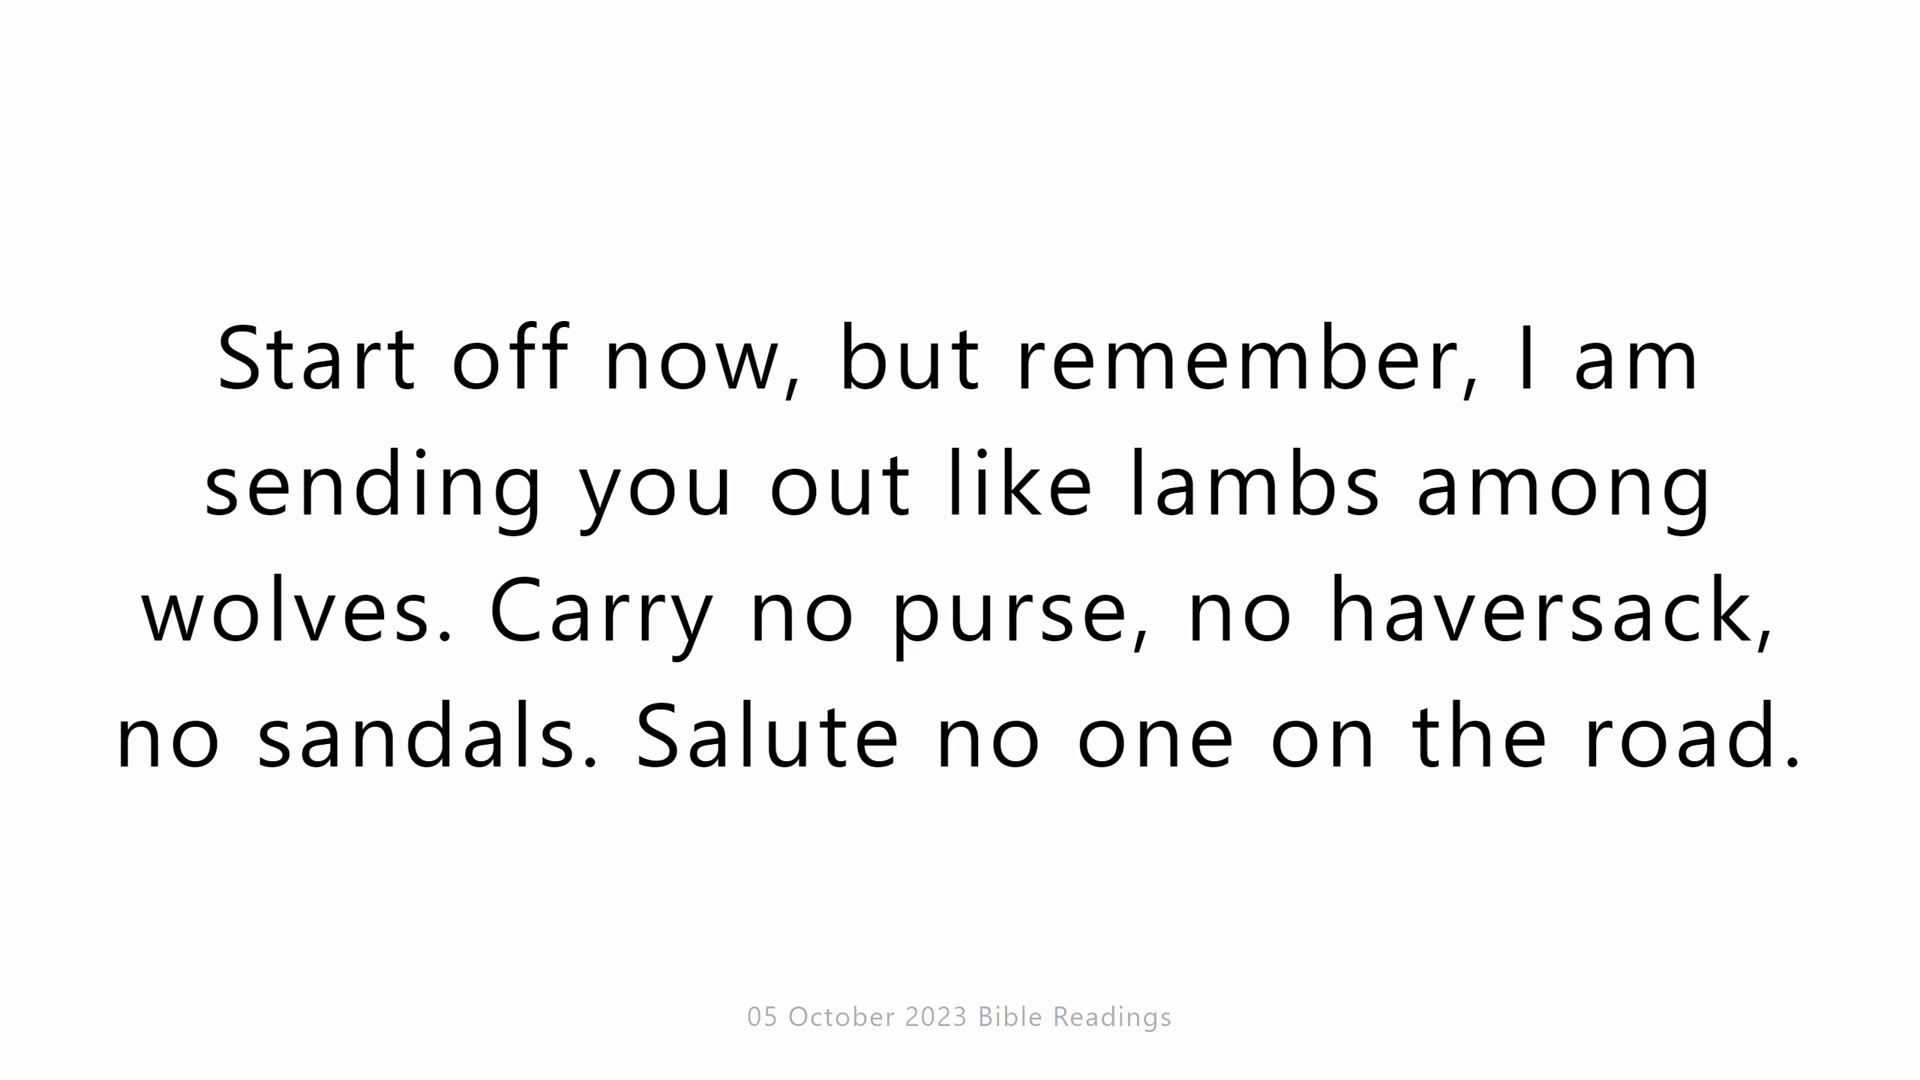 Start off now, but remember, I am
sending you out like lambs among
wolves. Carry no purse, no haversack,
no sandals. Salute no one on the road.
05 October 2023 Bible Readings